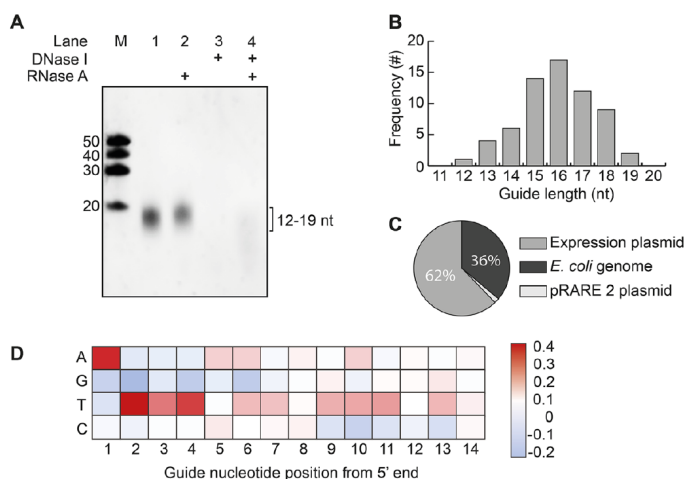 A
Lane M 1 2 3 4
DNase I + +
RNase A + +
50
40
30
20
12-19 nt
B
Frequency (#)
20
15
10
5
0
11 12 13 14 15 16 17 18 19 20
Guide length (nt)
C
62%
36%
Expression plasmid
E. coli genome
pRARE 2 plasmid
D
A
G
T
C
1 2 3 4 5 6 7 8 9 10 11 12 13 14
Guide nucleotide position from 5' end
0.4
0.3
0.2
0.1
0
-0.1
-0.2